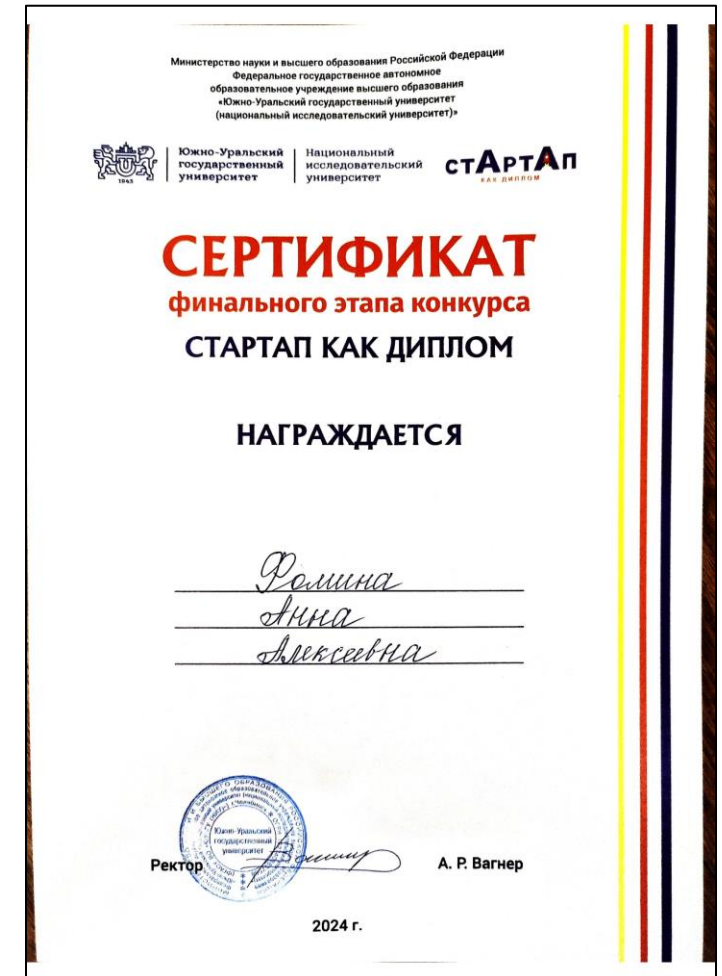 Министерство науки и высшего образования Российской Федерации
Федеральное государственное автономное
образовательное учреждение высшего образования
«Южно-Уральский государственный университет
(национальный исследовательский университет)»
1943
Южно-Уральский
государственный
университет
Национальный
исследовательский
университет
стАртАп
КАК ДИПЛОМ
СЕРТИФИКАТ
финального этапа конкурса
СТАРТАП КАК ДИПЛОМ
НАГРАЖДАЕТСЯ
Фомина
Анна
Алексеевна
Южно-Уральский
государственный
университет
Ректор
А. Р. Вагнер
2024 г.